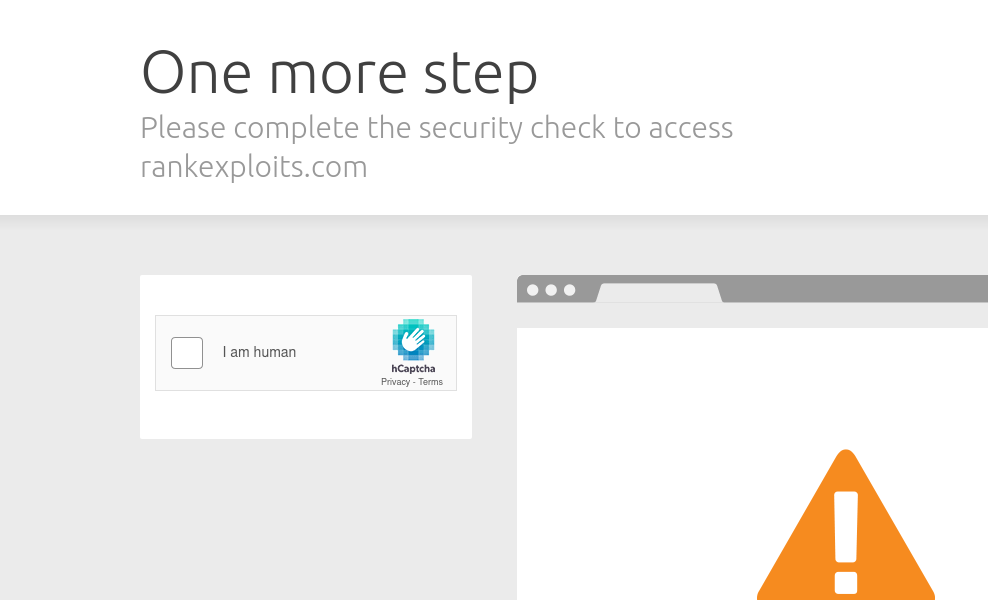 One more step
Please complete the security check to access
rankexploits.com
I am human
hCaptcha
Privacy - Terms